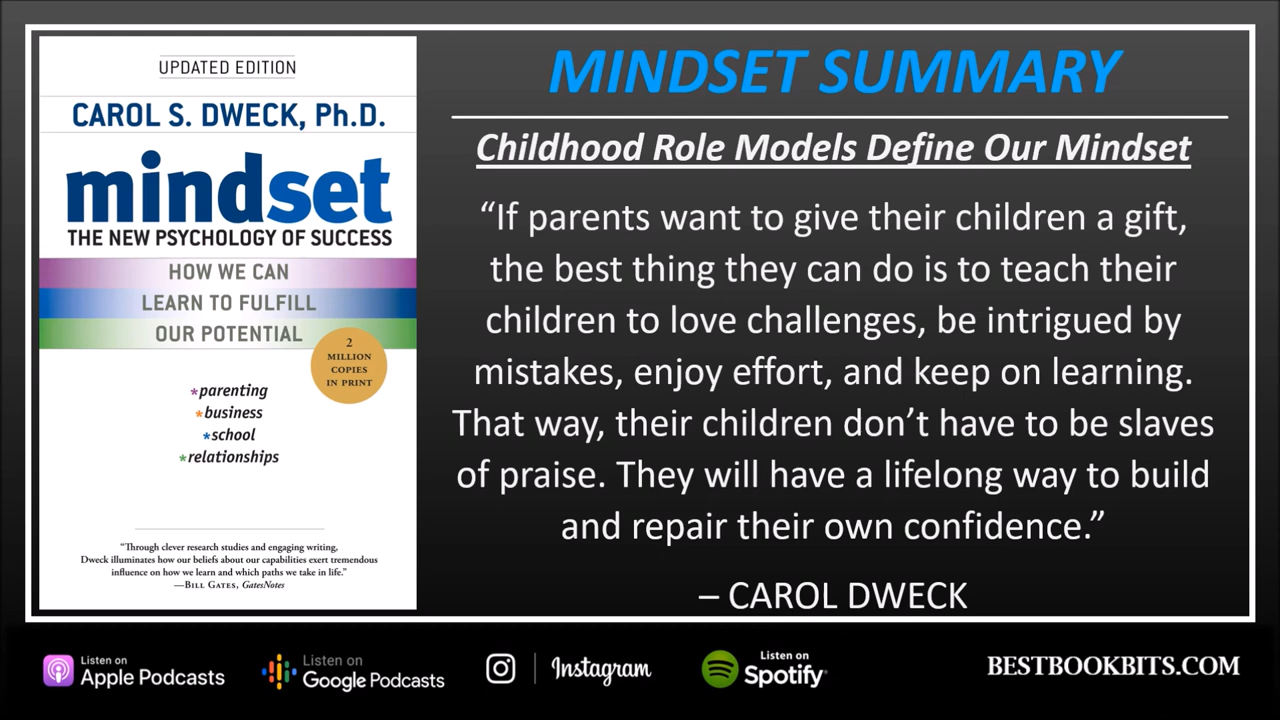 UPDATED EDITION
CAROL S. DWECK, Ph.D.
mindset
THE NEW PSYCHOLOGY OF SUCCESS
HOW WE CAN
LEARN TO FULFILL
OUR POTENTIAL
2
MILLION
COPIES
IN PRINT
*parenting
*business
*school
*relationships
“Through clever research studies and engaging writing,
Dweck illuminates how our beliefs about our capabilities exert tremendous
influence on how we learn and which paths we take in life.”
—BILL GATES, GatesNotes
MINDSET SUMMARY
Childhood Role Models Define Our Mindset
“If parents want to give their children a gift,
the best thing they can do is to teach their
children to love challenges, be intrigued by
mistakes, enjoy effort, and keep on learning.
That way, their children don’t have to be slaves
of praise. They will have a lifelong way to build
and repair their own confidence.”
– CAROL DWECK
Listen on
Apple Podcasts
Listen on
Google Podcasts
Instagram
Listen on
Spotify
BESTBOOKBITS.COM